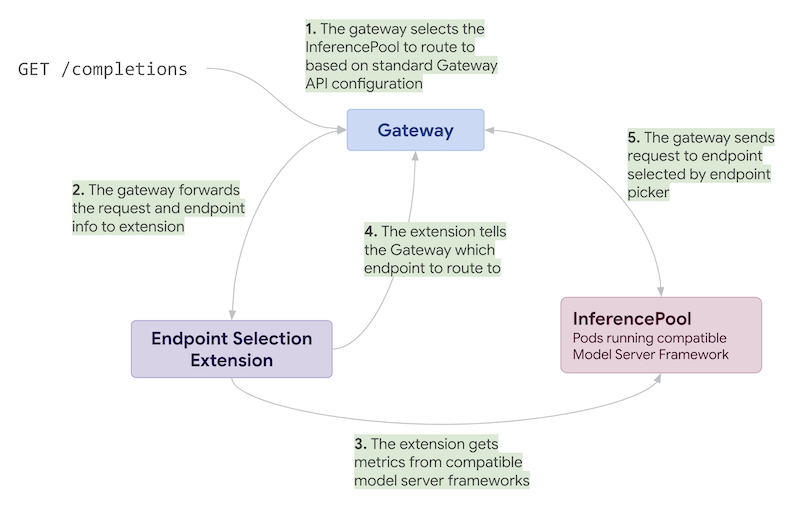 1. The gateway selects the
InferencePool to route to
based on standard Gateway
API configuration
GET /completions
Gateway
5. The gateway sends
request to endpoint
selected by endpoint
picker
2. The gateway forwards
the request and endpoint
info to extension
4. The extension tells
the Gateway which
endpoint to route to
InferencePool
Pods running compatible
Model Server Framework
Endpoint Selection
Extension
3. The extension gets
metrics from compatible
model server frameworks